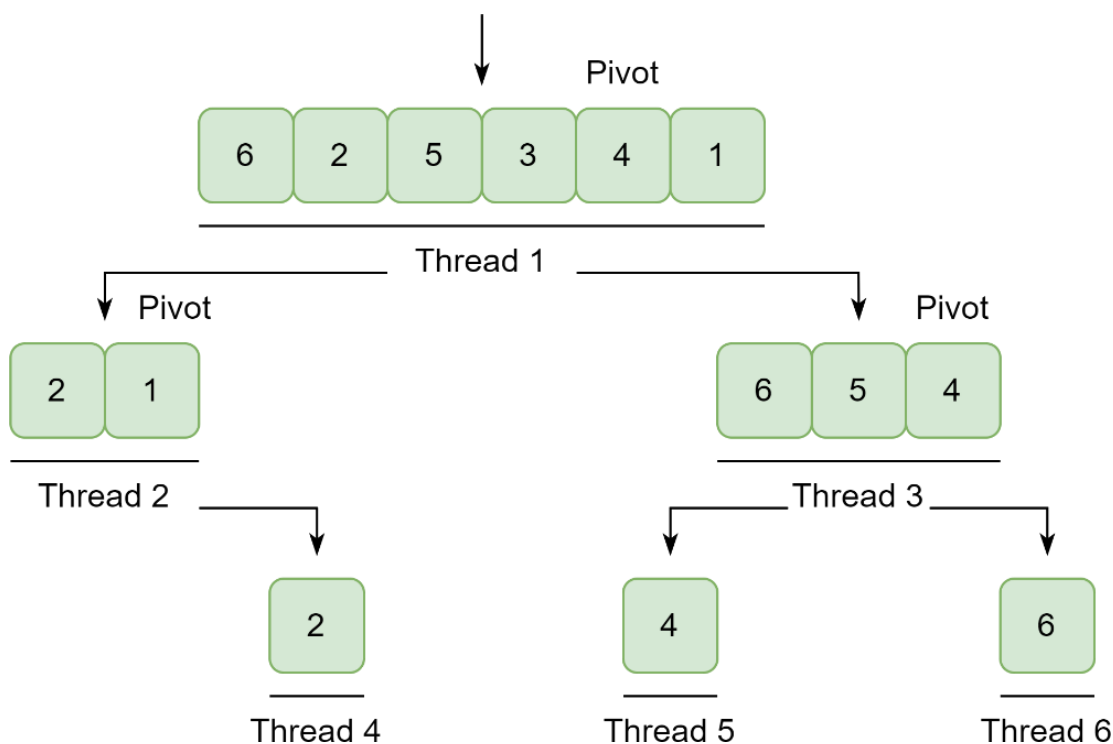 Pivot
6 2 5 3 4 1
Thread 1
Pivot Pivot
2 1 6 5 4
Thread 2 Thread 3
2 4 6
Thread 4 Thread 5 Thread 6